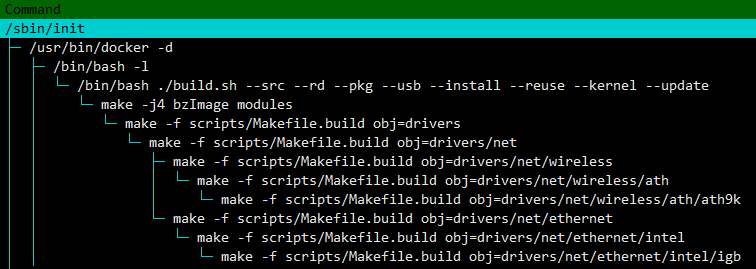 Command
/sbin/init
/usr/bin/docker -d
/bin/bash -l
/bin/bash ./build.sh --src --rd --pkg --usb --install --reuse --kernel --update
make -j4 bzImage modules
make -f scripts/Makefile.build obj=drivers
make -f scripts/Makefile.build obj=drivers/net
make -f scripts/Makefile.build obj=drivers/net/wireless
make -f scripts/Makefile.build obj=drivers/net/wireless/ath
make -f scripts/Makefile.build obj=drivers/net/wireless/ath/ath9k
make -f scripts/Makefile.build obj=drivers/net/ethernet
make -f scripts/Makefile.build obj=drivers/net/ethernet/intel
make -f scripts/Makefile.build obj=drivers/net/ethernet/intel/igb